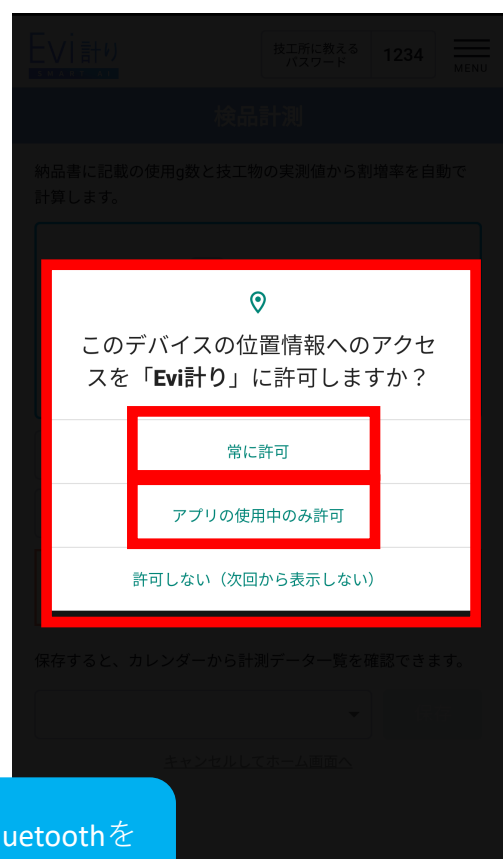 Evi計り
技工所に教える
パスワード
1234
MENU
検品計測
納品書に記載の使用g数と技工物の実測値から割増率を自動で
計算します。
このデバイスの位置情報へのアクセ
スを「Evi計り」に許可しますか？
常に許可
アプリの使用中のみ許可
許可しない（次回から表示しない）
保存すると、カレンダーから計測データ一覧を確認できます。
キャンセルしてホーム画面へ
uetoothを